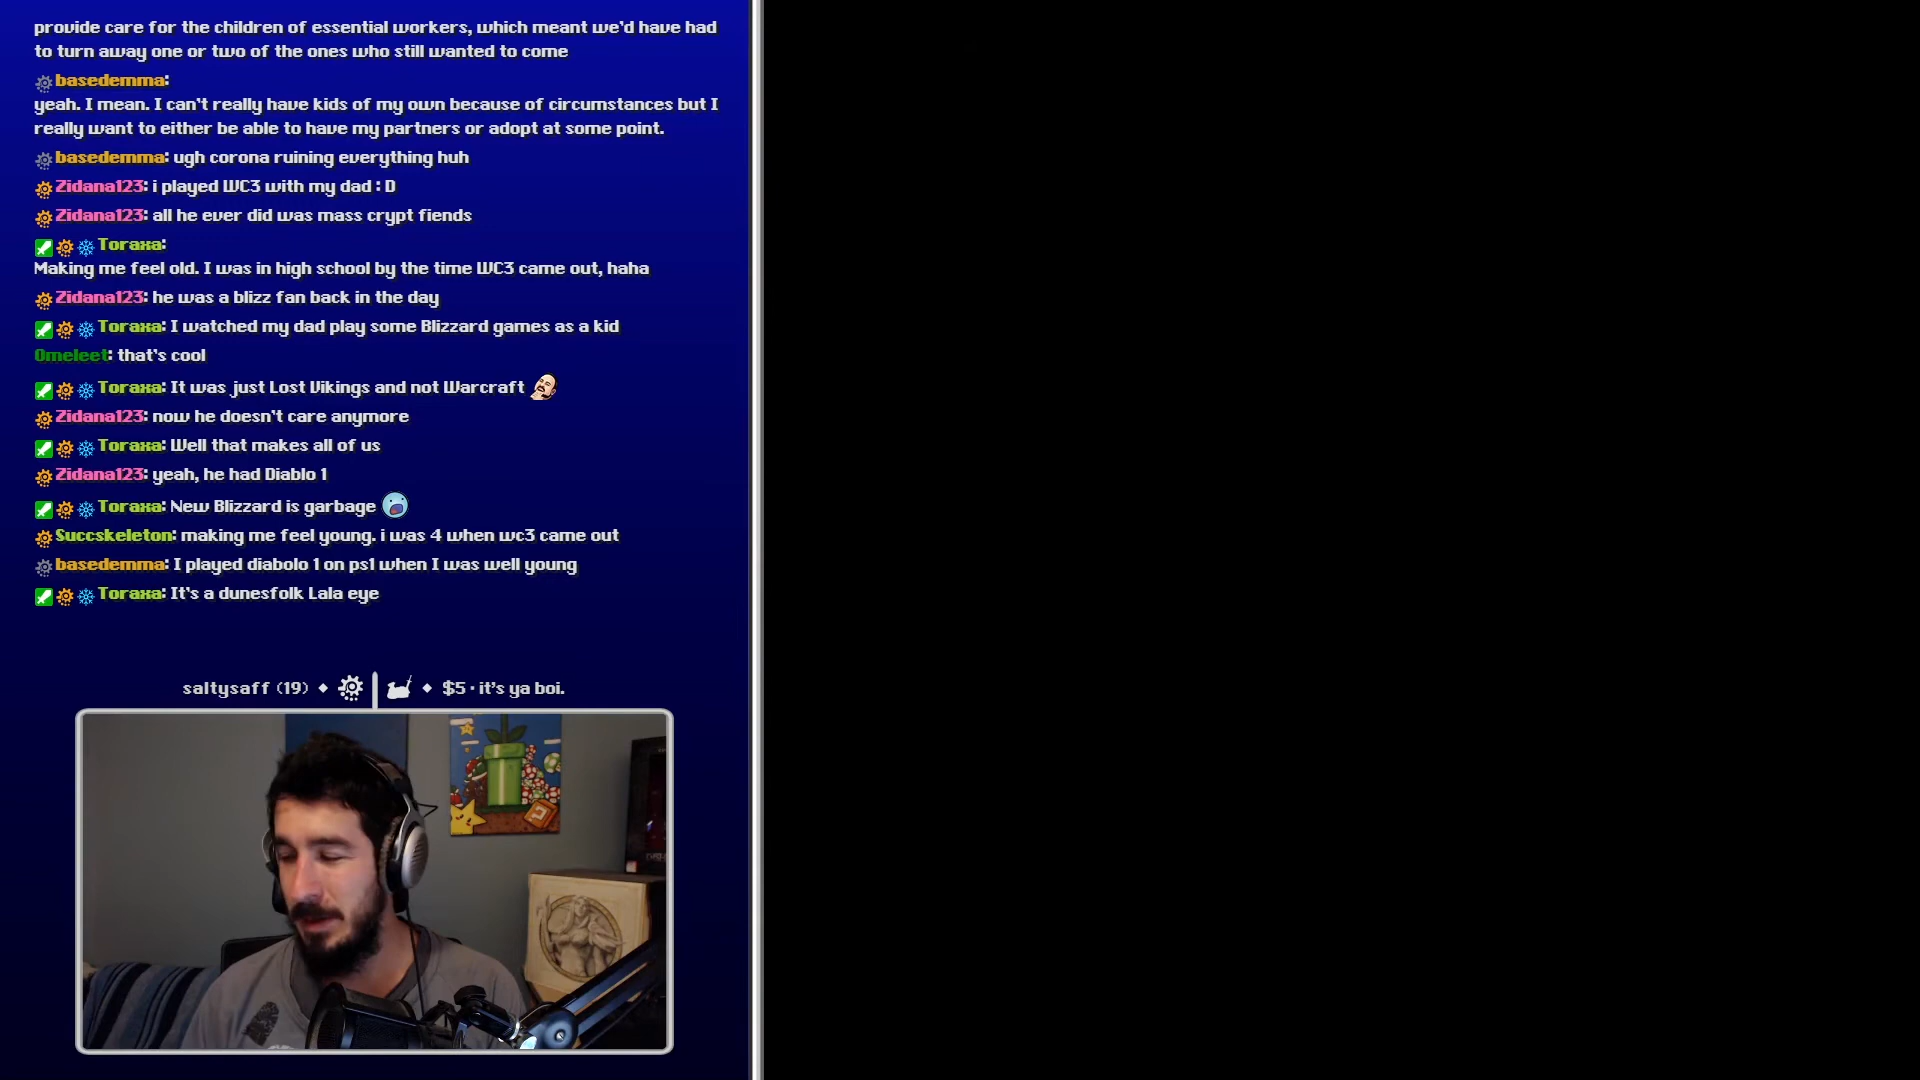 provide care for the children of essential workers, which meant we'd have had
to turn away one or two of the ones who still wanted to come
basedemma:
yeah. I mean. I can't really have kids of my own because of circumstances but I
really want to either be able to have my partners or adopt at some point.
basedemma: ugh corona ruining everything huh
Zidana123: i played WC3 with my dad : D
Zidana123: all he ever did was mass crypt fiends
Toraxa:
Making me feel old. I was in high school by the time WC3 came out, haha
Zidana123: he was a blizz fan back in the day
Toraxa: I watched my dad play some Blizzard games as a kid
Omeleet: that's cool
Toraxa: It was just Lost Vikings and not Warcraft
Zidana123: now he doesn't care anymore
Toraxa: Well that makes all of us
Zidana123: yeah, he had Diablo 1
Toraxa: New Blizzard is garbage
Succskeleton: making me feel young. i was 4 when wc3 came out
basedemma: I played diabolo 1 on ps1 when I was well young
Toraxa: It's a dunesfolk Lala eye
saltysaff (19) ◆ ◆ $5 · it's ya boi.